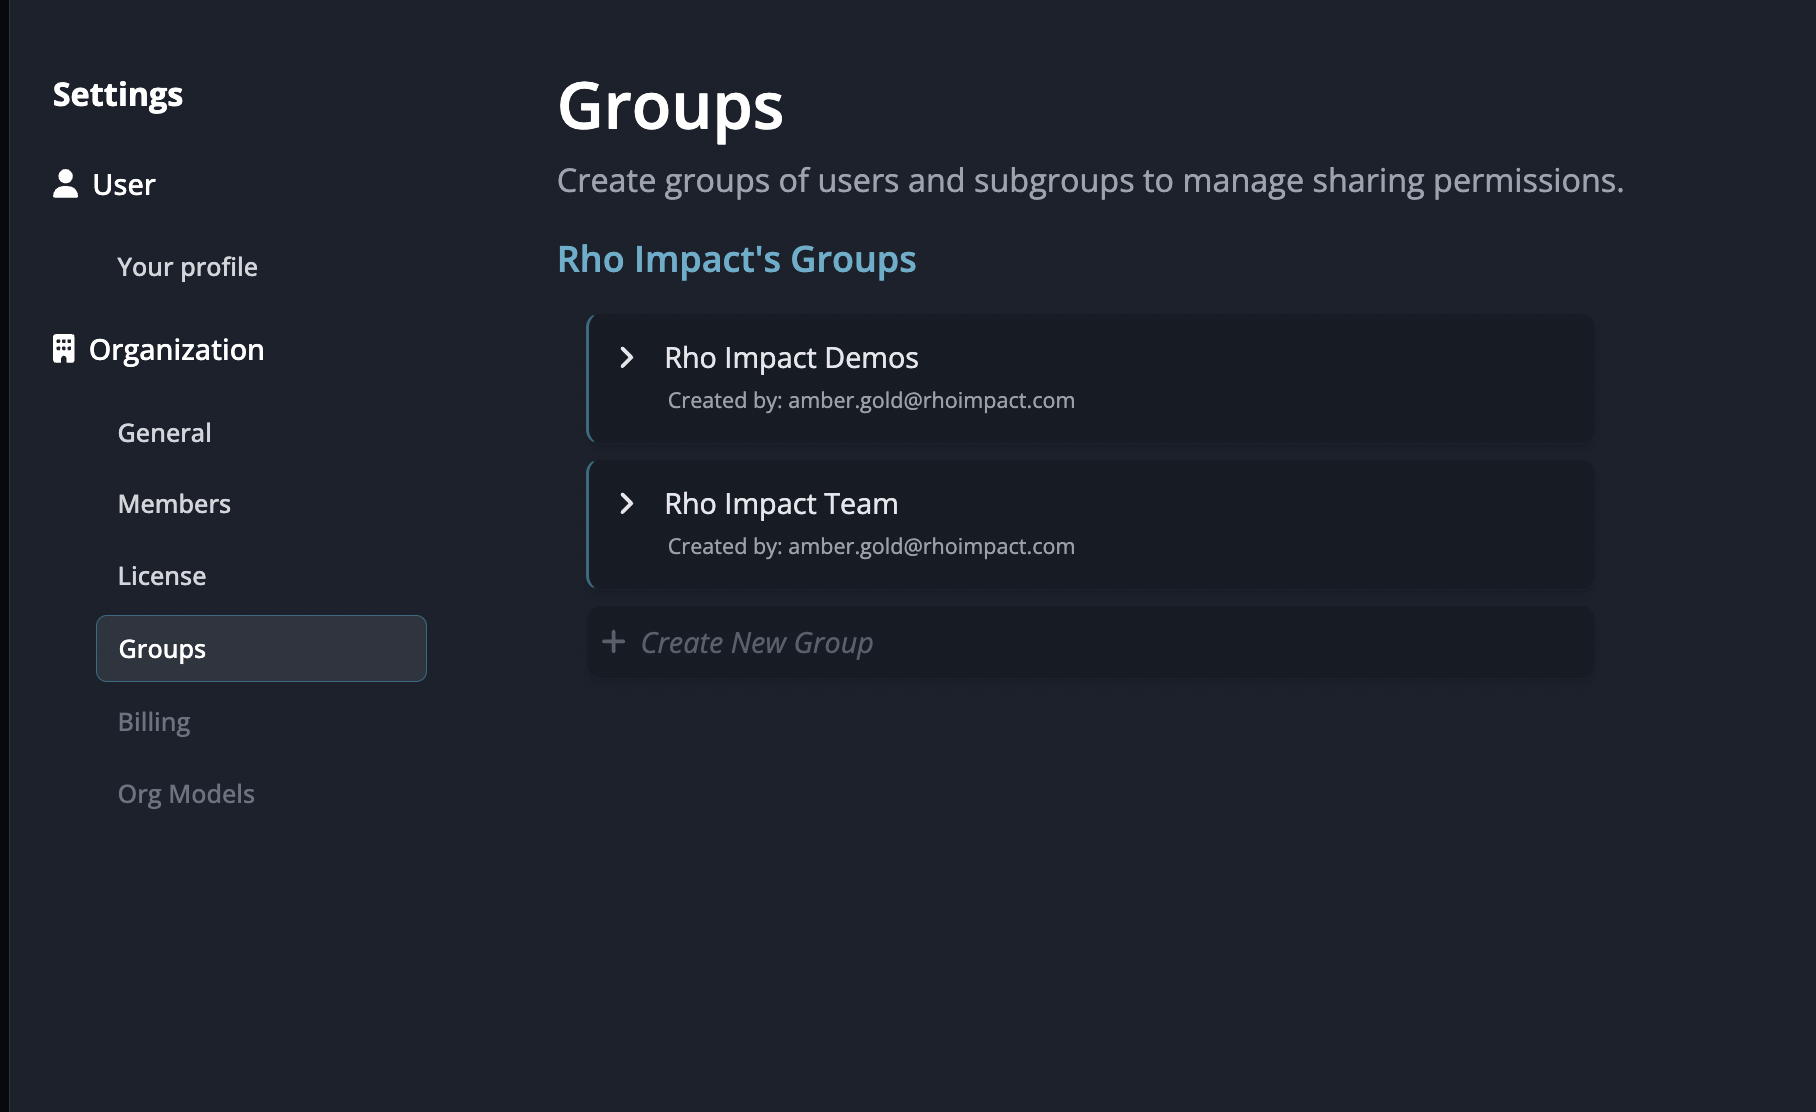 Settings
User
Your profile
Organization
General
Members
License
Groups
Billing
Org Models
Groups
Create groups of users and subgroups to manage sharing permissions.
Rho Impact's Groups
Rho Impact Demos
Created by: amber.gold@rhoimpact.com
Rho Impact Team
Created by: amber.gold@rhoimpact.com
Create New Group